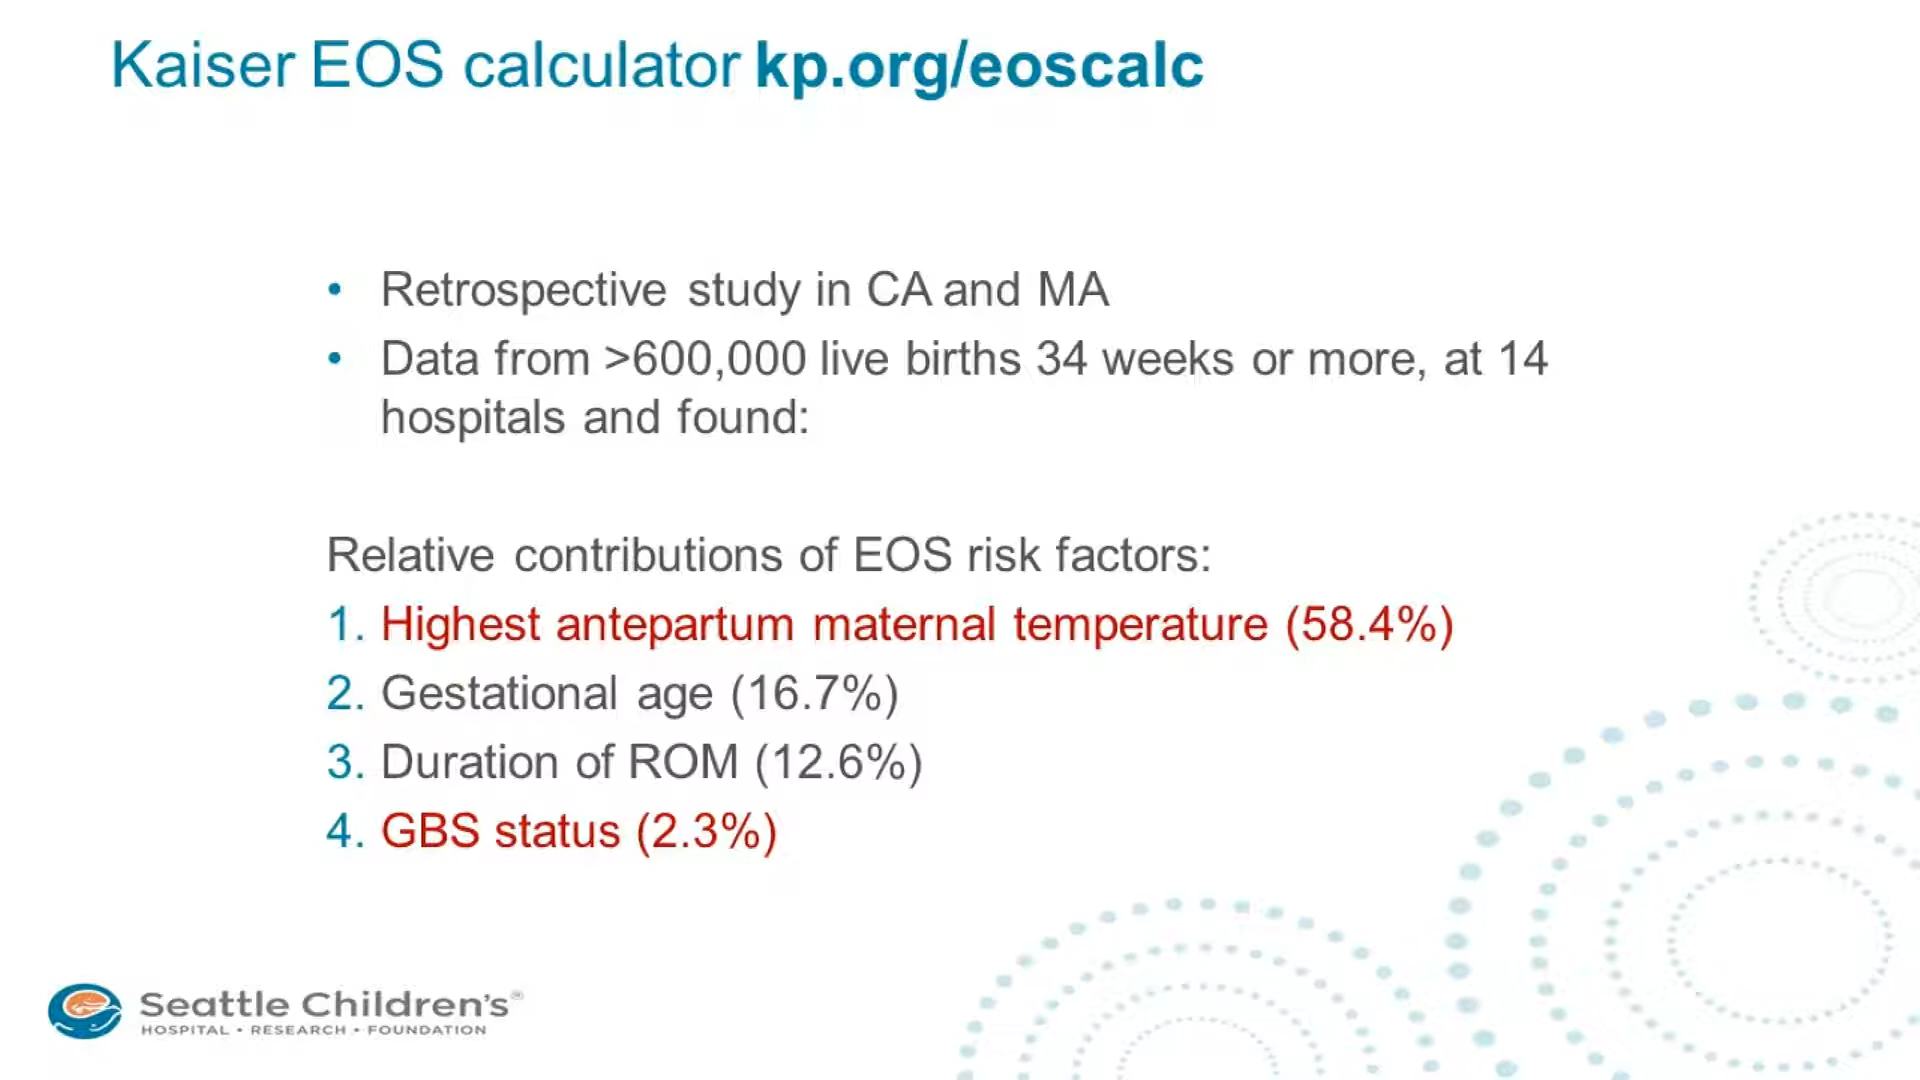 Kaiser EOS calculator kp.org/eoscalc
• Retrospective study in CA and MA
• Data from >600,000 live births 34 weeks or more, at 14
hospitals and found:
Relative contributions of EOS risk factors:
1. Highest antepartum maternal temperature (58.4%)
2. Gestational age (16.7%)
3. Duration of ROM (12.6%)
4. GBS status (2.3%)
Seattle Children's®
HOSPITAL • RESEARCH • FOUNDATION